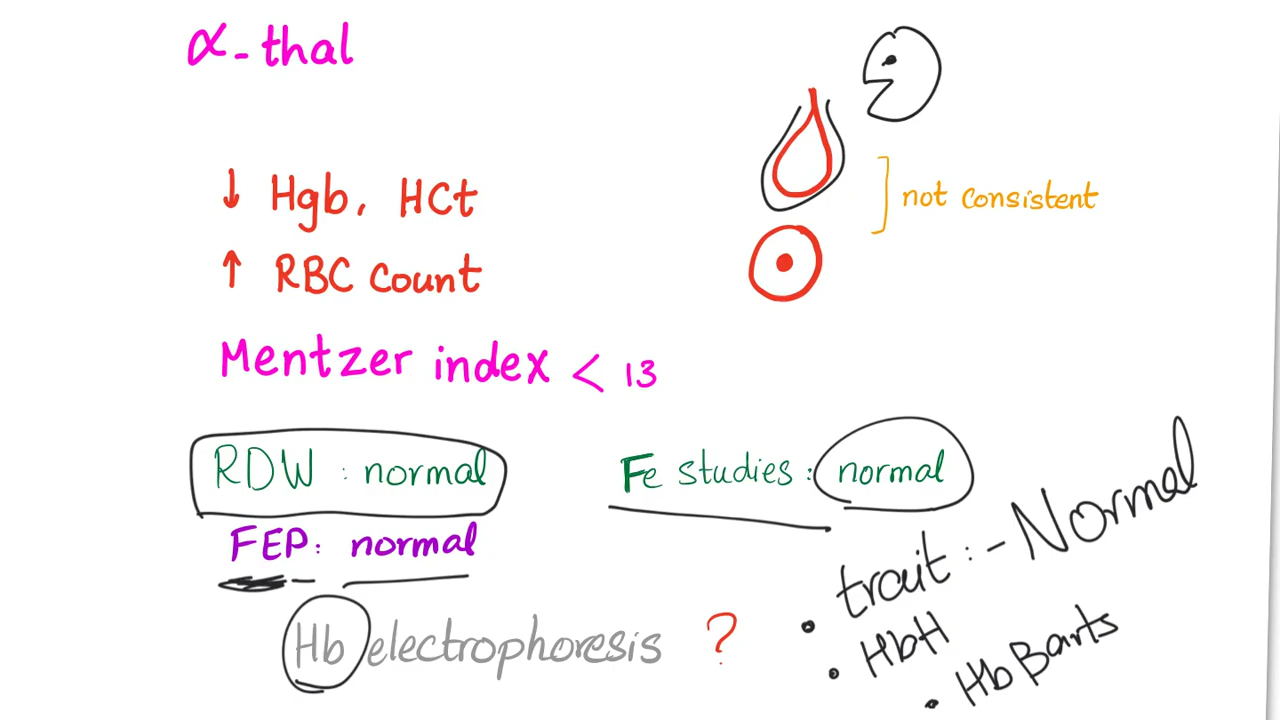 α-thal
↓ Hgb, HCt
not consistent
↑ RBC Count
Mentzer index < 13
RDW : normal
Fe studies : normal
FEP: normal
trait :- Normal
Hb electrophoresis ?
• HbH
• Hb Barts